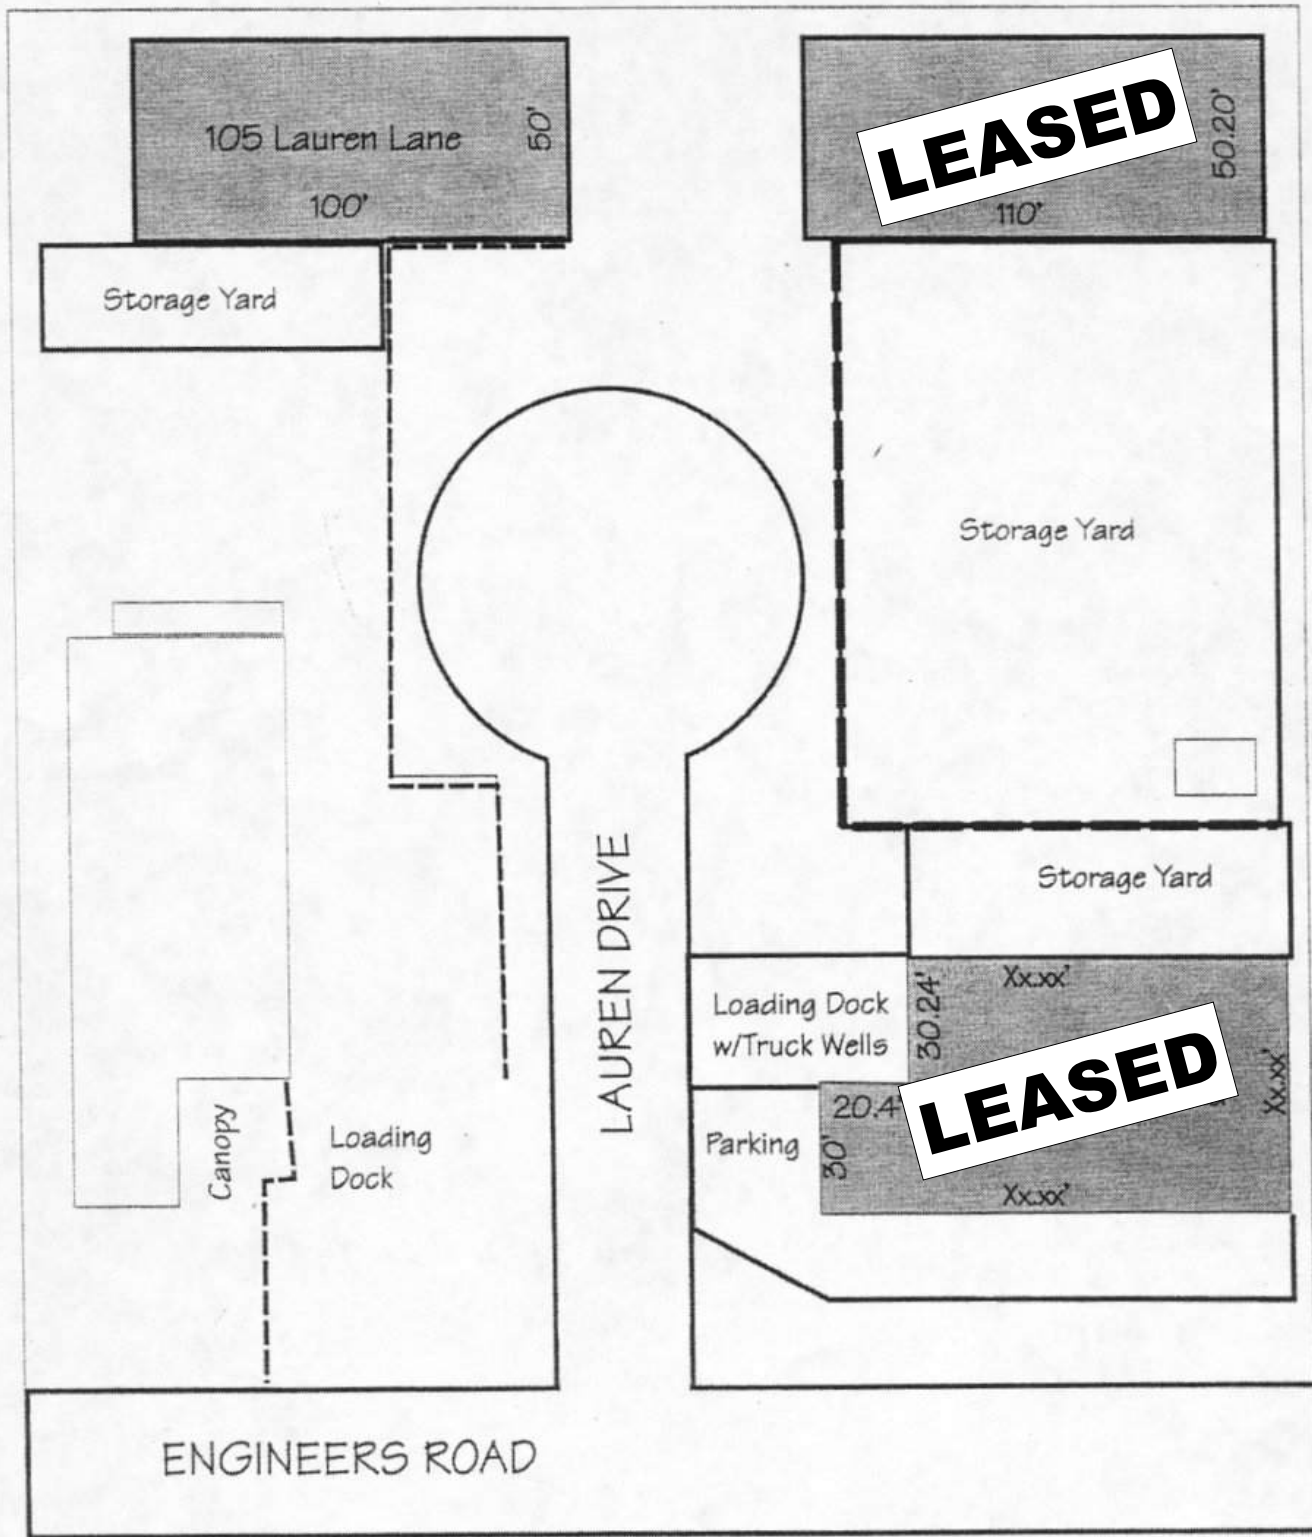 105 Lauren Lane
50'
100'
LEASED
50.20'
110'
Storage Yard
Storage Yard
Storage Yard
LAUREN DRIVE
Loading Dock
w/Truck Wells
30.24'
Xx.xx'
LEASED
Xx.xx'
20.4
Parking
30'
Xx.xx'
Canopy
Loading
Dock
ENGINEERS ROAD